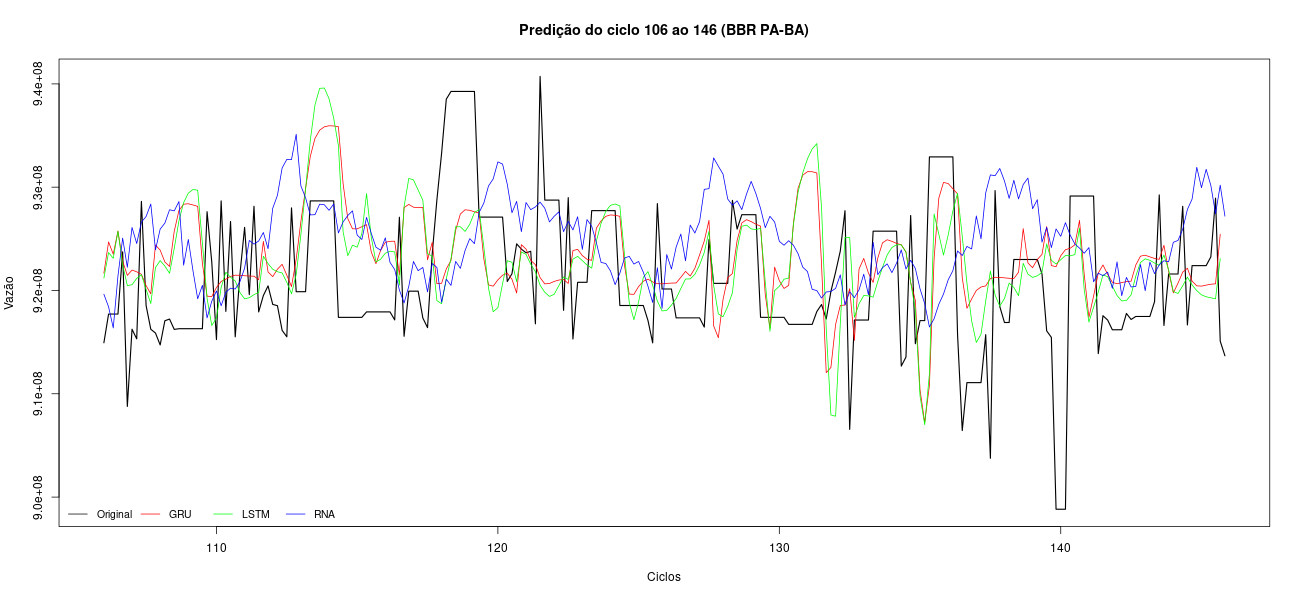 Predição do ciclo 106 ao 146 (BBR PA-BA)
Vazão
9.4e+08
9.3e+08
9.2e+08
9.1e+08
9.0e+08
Original GRU LSTM RNA
110 120 130 140
Ciclos